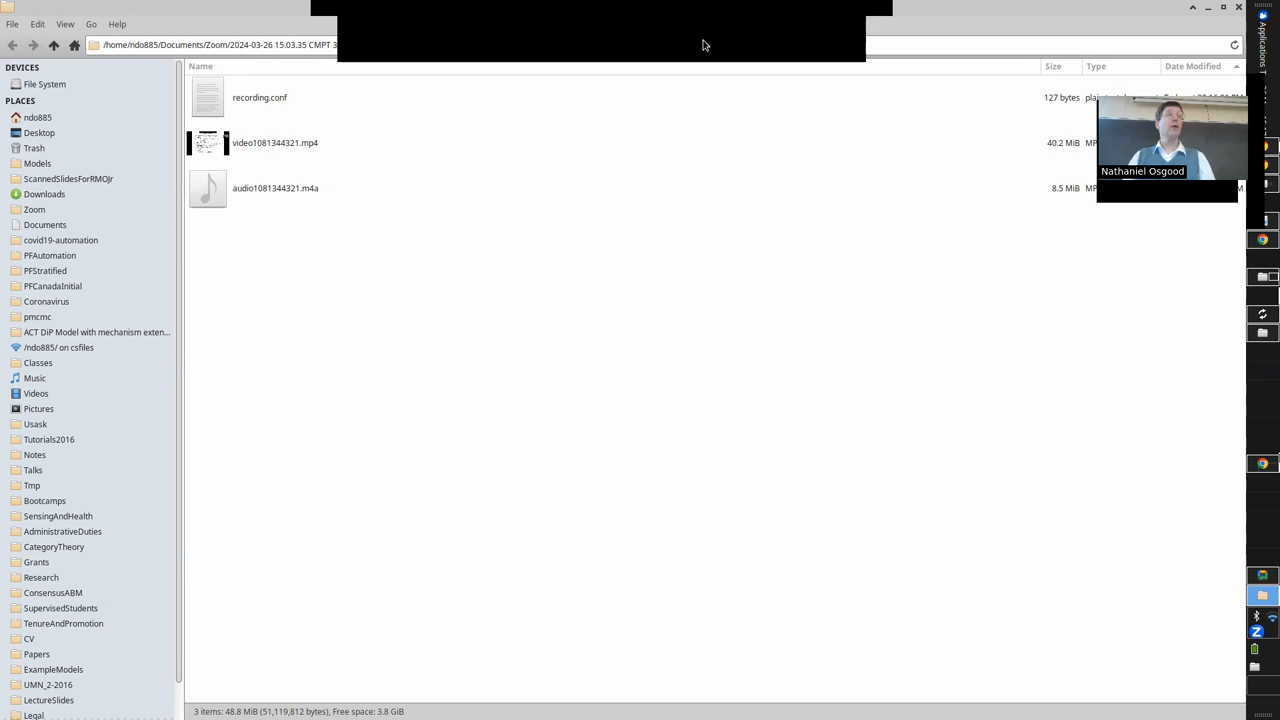 File Edit View Go Help
/home/ndo885/Documents/Zoom/2024-03-26 15.03.35 CMPT 3
DEVICES
File System
PLACES
ndo885
Desktop
Trash
Models
ScannedSlidesForRMOJr
Downloads
Zoom
Documents
covid19-automation
PFAutomation
PFStratified
PFCanadaInitial
Coronavirus
pmcmc
ACT DiP Model with mechanism exten...
/ndo885/ on csfiles
Classes
Music
Videos
Pictures
Usask
Tutorials2016
Notes
Talks
Tmp
Bootcamps
SensingAndHealth
AdministrativeDuties
CategoryTheory
Grants
Research
ConsensusABM
SupervisedStudents
TenureAndPromotion
CV
Papers
ExampleModels
UMN_2-2016
LectureSlides
Legal
Name Size Type Date Modified
recording.conf 127 bytes
video1081344321.mp4 40.2 MiB
audio1081344321.m4a 8.5 MiB
Nathaniel Osgood
3 items: 48.8 MiB (51,119,812 bytes), Free space: 3.8 GiB
Applications